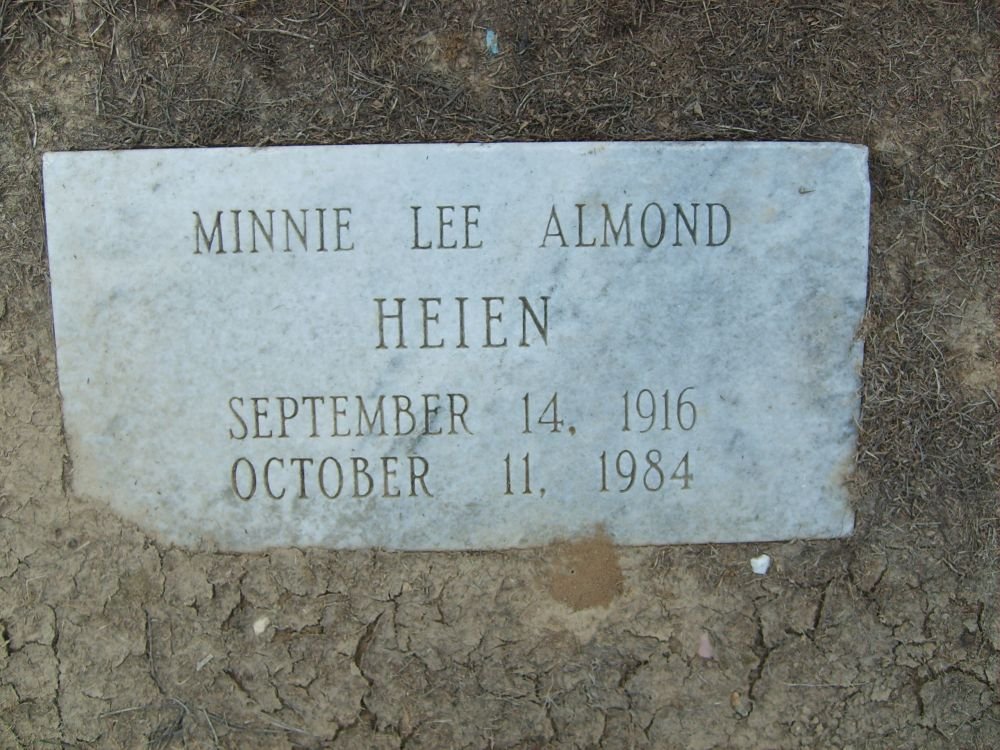 MINNIE LEE ALMOND
HEIEN
SEPTEMBER 14, 1916
OCTOBER 11, 1984